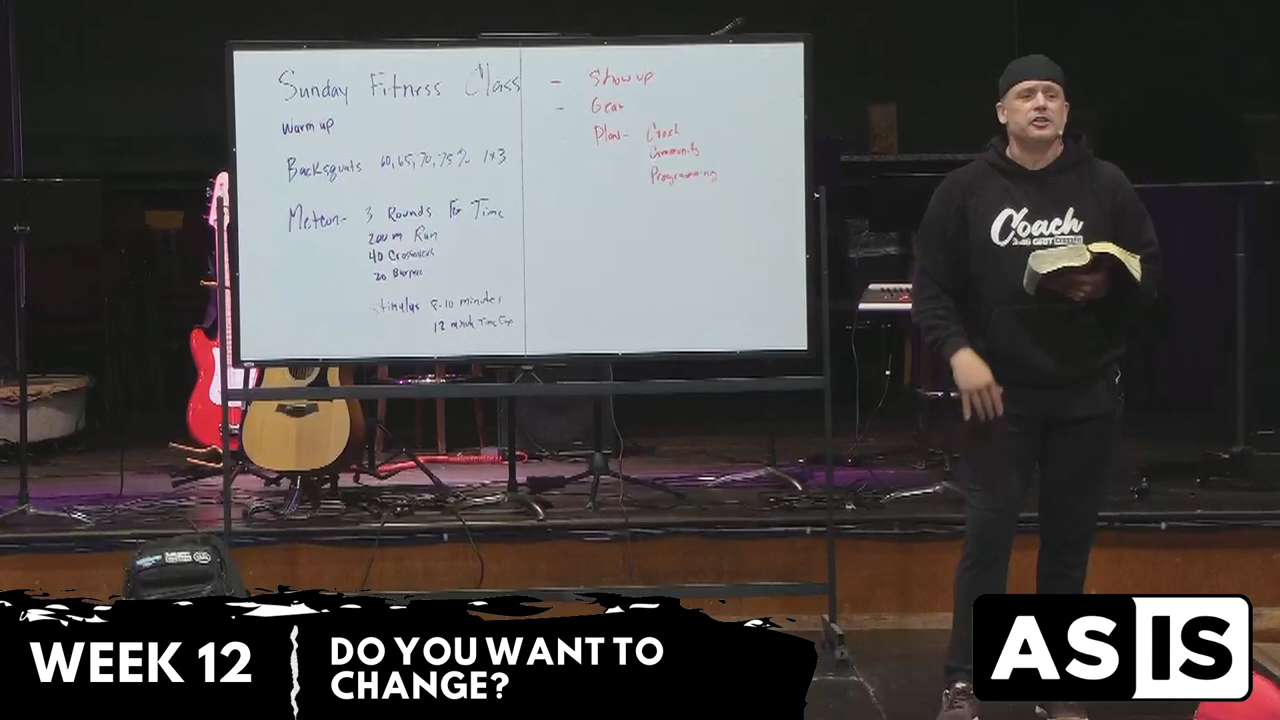 Sunday Fitness Class
Warm up
Backsquats 60, 65, 70, 75% 1x3
Metcon- 3 Rounds For Time
200m Run
40 Crossovers
20 Burpees
Stimulus 8-10 minutes
12 minute Time Cap
- Show up
- Gear
Plan- Coach
Community
Programming
Coach
WEEK 12
DO YOU WANT TO
CHANGE?
AS IS